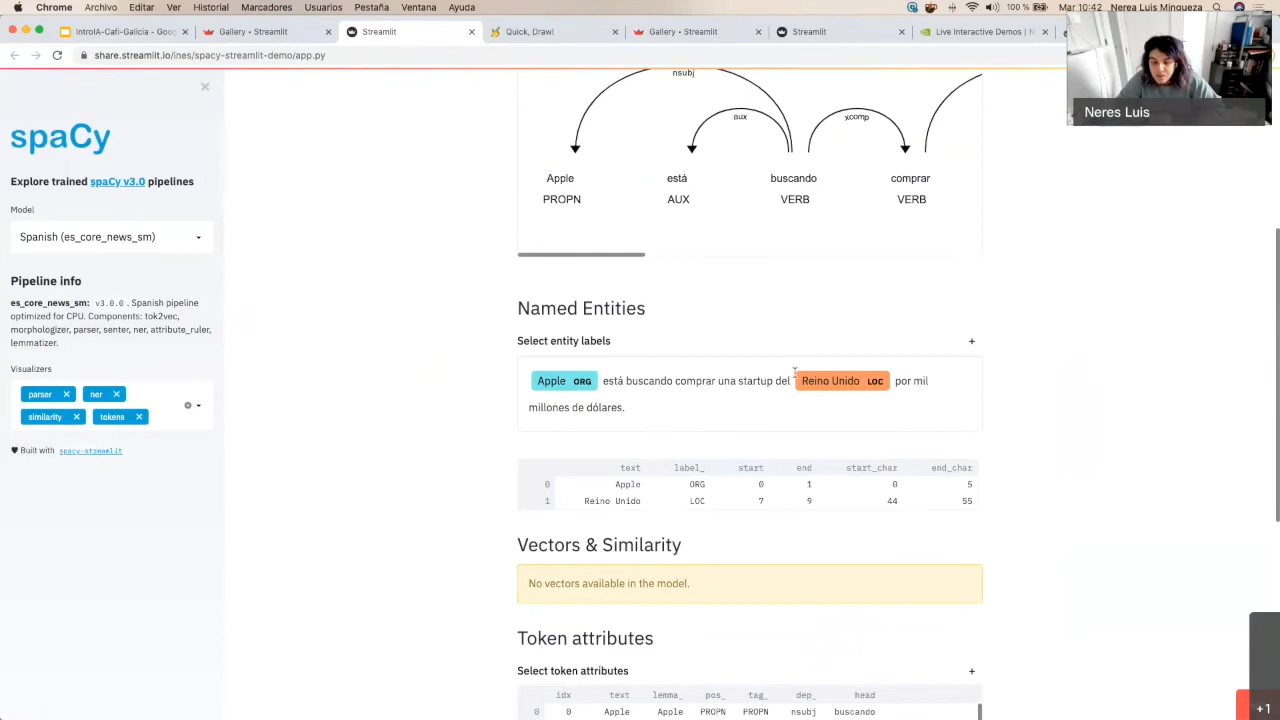 Chrome Archivo Editar Ver Historial Marcadores Usuarios Pestaña Ventana Ayuda 100 % Mar 10:42 Nerea Luis Mingueza
IntroIA-Cafi-Galicia - Goo Gallery • Streamlit Streamlit Quick, Draw! Gallery • Streamlit Streamlit Live Interactive Demos | N
share.streamlit.io/ines/spacy-streamlit-demo/app.py
Neres Luis
spaCy
Explore trained spaCy v3.0 pipelines
Model
Spanish (es_core_news_sm)
Pipeline info
es_core_news_sm: v3.0.0 . Spanish pipeline
optimized for CPU. Components: tok2vec,
morphologizer, parser, senter, ner, attribute_ruler,
lemmatizer.
Visualizers
parser × ner ×
similarity × tokens ×
Built with spacy-streamlit
nsubj
aux xcomp
Apple está buscando comprar
PROPN AUX VERB VERB
Named Entities
Select entity labels +
Apple ORG está buscando comprar una startup del Reino Unido LOC por mil
millones de dólares.
text label_ start end start_char end_char
0 Apple ORG 0 1 0 5
1 Reino Unido LOC 7 9 44 55
Vectors & Similarity
No vectors available in the model.
Token attributes
Select token attributes +
idx text lemma_ pos_ tag_ dep_ head
0 0 Apple Apple PROPN PROPN nsubj buscando
+1